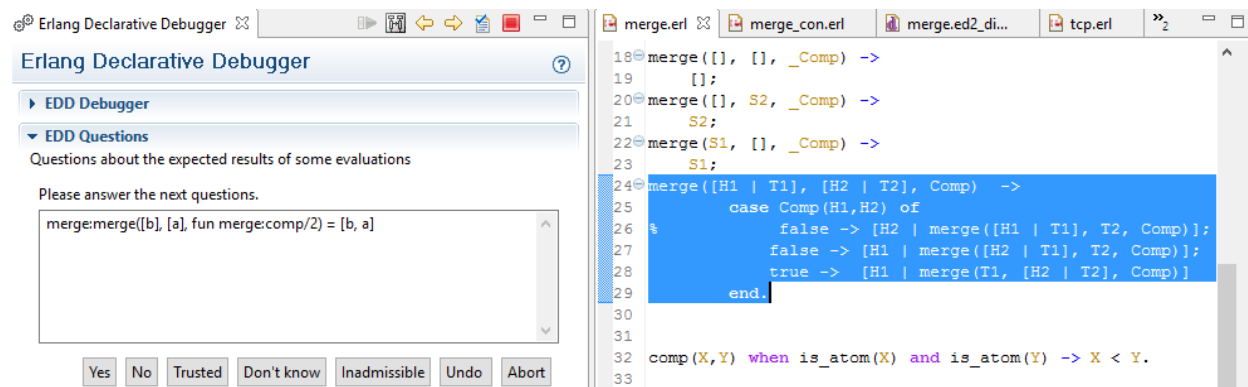 Erlang Declarative Debugger
Erlang Declarative Debugger
EDD Debugger
EDD Questions
Questions about the expected results of some evaluations
Please answer the next questions.
merge:merge([b], [a], fun merge:comp/2) = [b, a]
Yes No Trusted Don't know Inadmissible Undo Abort
merge.erl merge_con.erl merge.ed2_di... tcp.erl »2
18 merge([], [], _Comp) ->
19     [];
20 merge([], S2, _Comp) ->
21     S2;
22 merge(S1, [], _Comp) ->
23     S1;
24 merge([H1 | T1], [H2 | T2], Comp)  ->
25         case Comp(H1,H2) of
26 %             false -> [H2 | merge([H1 | T1], T2, Comp)];
27             false -> [H1 | merge([H2 | T1], T2, Comp)];
28             true ->  [H1 | merge(T1, [H2 | T2], Comp)]
29         end.
30
31
32 comp(X,Y) when is_atom(X) and is_atom(Y) -> X < Y.
33